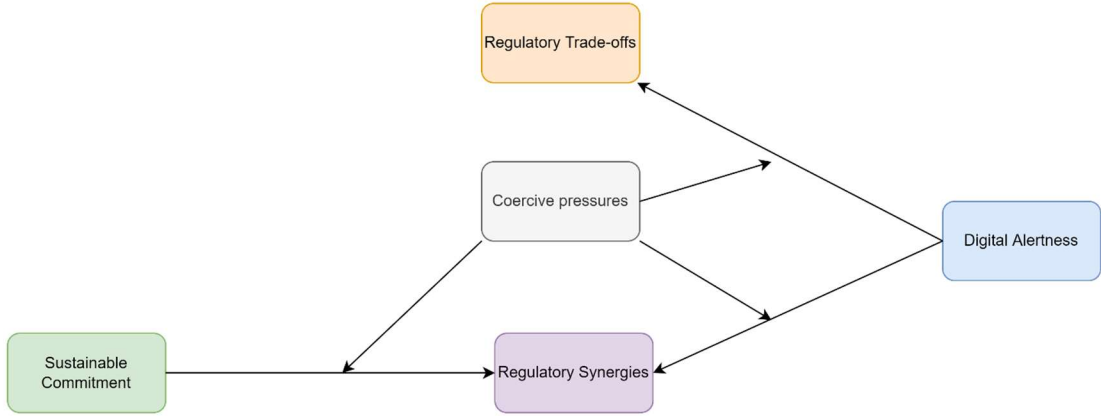 Regulatory Trade-offs
Coercive pressures
Digital Alertness
Sustainable
Commitment
Regulatory Synergies